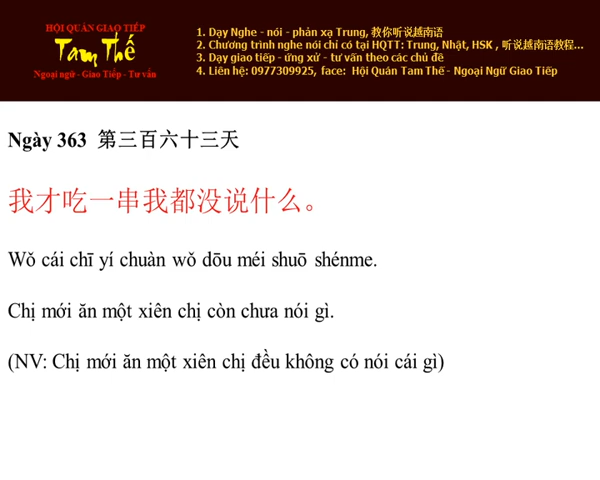 HỘI QUÁN GIAO TIẾP
Tam Thế
Ngoại ngữ - Giao Tiếp - Tư vấn
1. Dạy Nghe - nói - phản xạ Trung, 教你听说越南语
2. Chương trình nghe nói chỉ có tại HQTT: Trung, Nhật, HSK , 听说越南语教程...
3. Dạy giao tiếp - ứng xử - tư vấn theo các chủ đề
4. Liên hệ: 0977309925, face: Hội Quán Tam Thế - Ngoại Ngữ Giao Tiếp
Ngày 363 第三百六十三天
我才吃一串我都没说什么。
Wǒ cái chī yí chuàn wǒ dōu méi shuō shénme.
Chị mới ăn một xiên chị còn chưa nói gì.
(NV: Chị mới ăn một xiên chị đều không có nói cái gì)